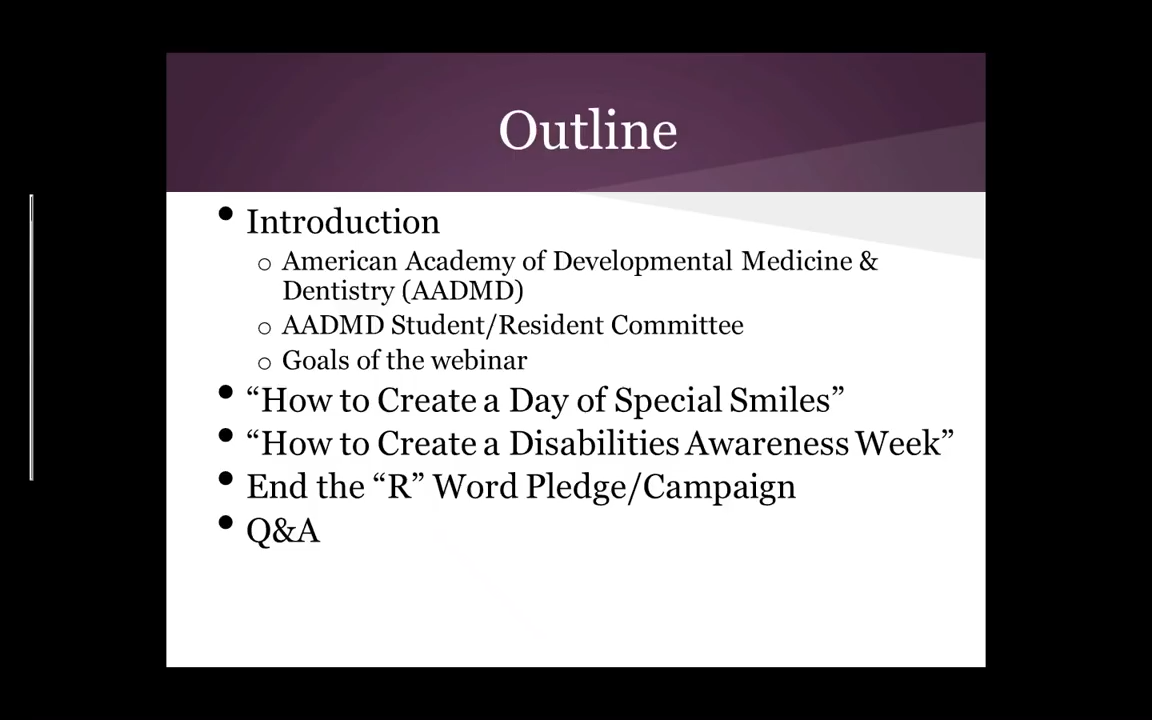 Outline
• Introduction
o American Academy of Developmental Medicine &
Dentistry (AADMD)
o AADMD Student/Resident Committee
o Goals of the webinar
• “How to Create a Day of Special Smiles”
• “How to Create a Disabilities Awareness Week”
• End the “R” Word Pledge/Campaign
• Q&A